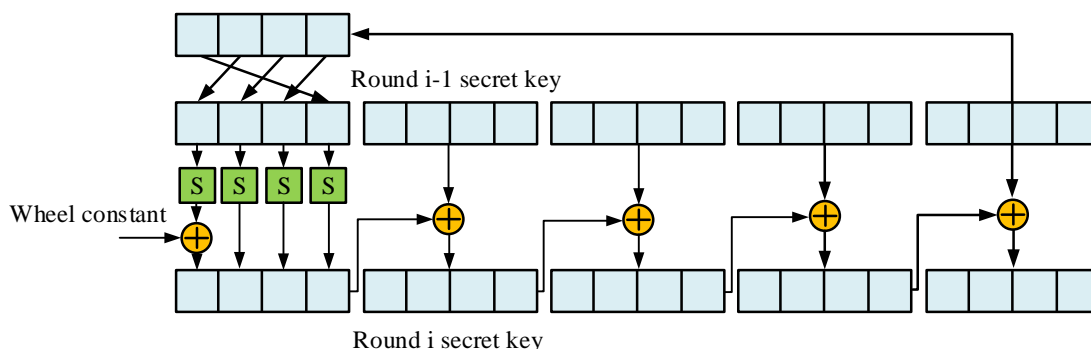 Round i-1 secret key
S S S S
Wheel constant
Round i secret key